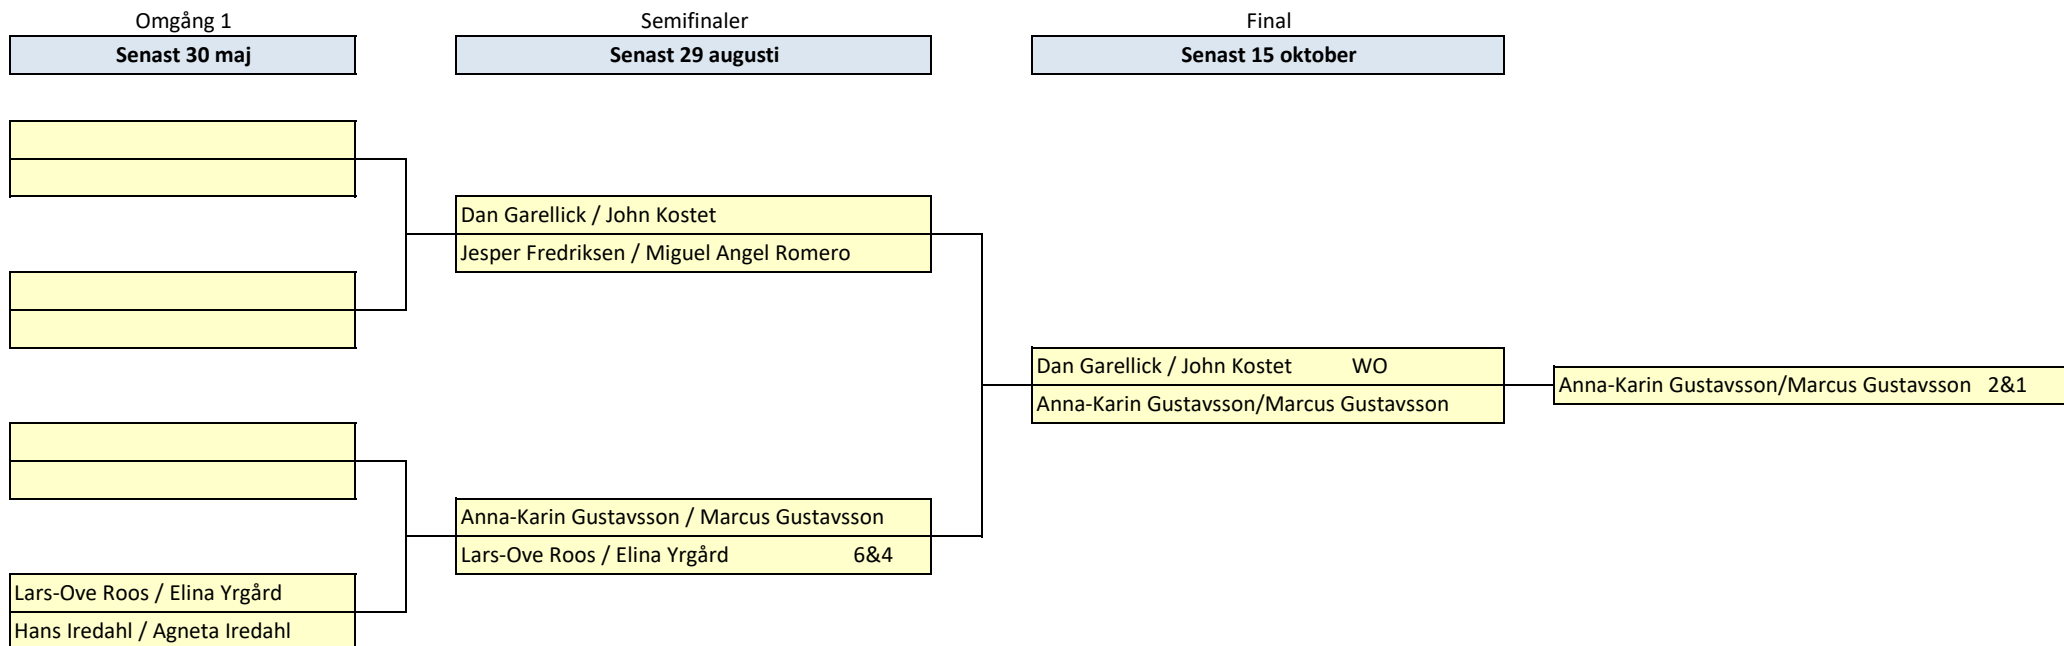 Omgång 1
Senast 30 maj
Semifinaler
Senast 29 augusti
Final
Senast 15 oktober
Lars-Ove Roos / Elina Yrgård
Hans Iredahl / Agneta Iredahl
Dan Garellick / John Kostet
Jesper Fredriksen / Miguel Angel Romero
Anna-Karin Gustavsson / Marcus Gustavsson
Lars-Ove Roos / Elina Yrgård 6&4
Dan Garellick / John Kostet WO
Anna-Karin Gustavsson/Marcus Gustavsson
Anna-Karin Gustavsson/Marcus Gustavsson 2&1